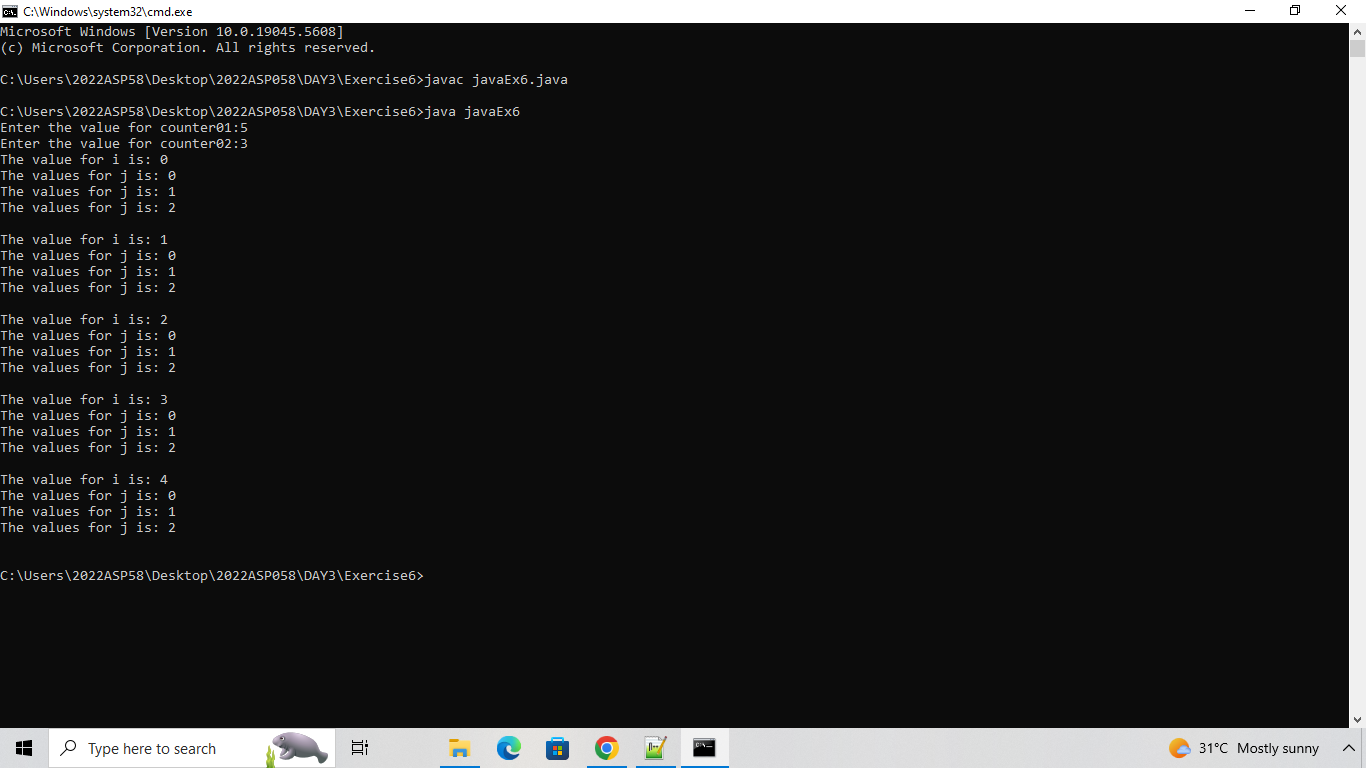 C:\Windows\system32\cmd.exe
Microsoft Windows [Version 10.0.19045.5608]
(c) Microsoft Corporation. All rights reserved.
C:\Users\2022ASP58\Desktop\2022ASP058\DAY3\Exercise6>javac javaEx6.java
C:\Users\2022ASP58\Desktop\2022ASP058\DAY3\Exercise6>java javaEx6
Enter the value for counter01:5
Enter the value for counter02:3
The value for i is: 0
The values for j is: 0
The values for j is: 1
The values for j is: 2
The value for i is: 1
The values for j is: 0
The values for j is: 1
The values for j is: 2
The value for i is: 2
The values for j is: 0
The values for j is: 1
The values for j is: 2
The value for i is: 3
The values for j is: 0
The values for j is: 1
The values for j is: 2
The value for i is: 4
The values for j is: 0
The values for j is: 1
The values for j is: 2
C:\Users\2022ASP58\Desktop\2022ASP058\DAY3\Exercise6>
Type here to search
31°C Mostly sunny